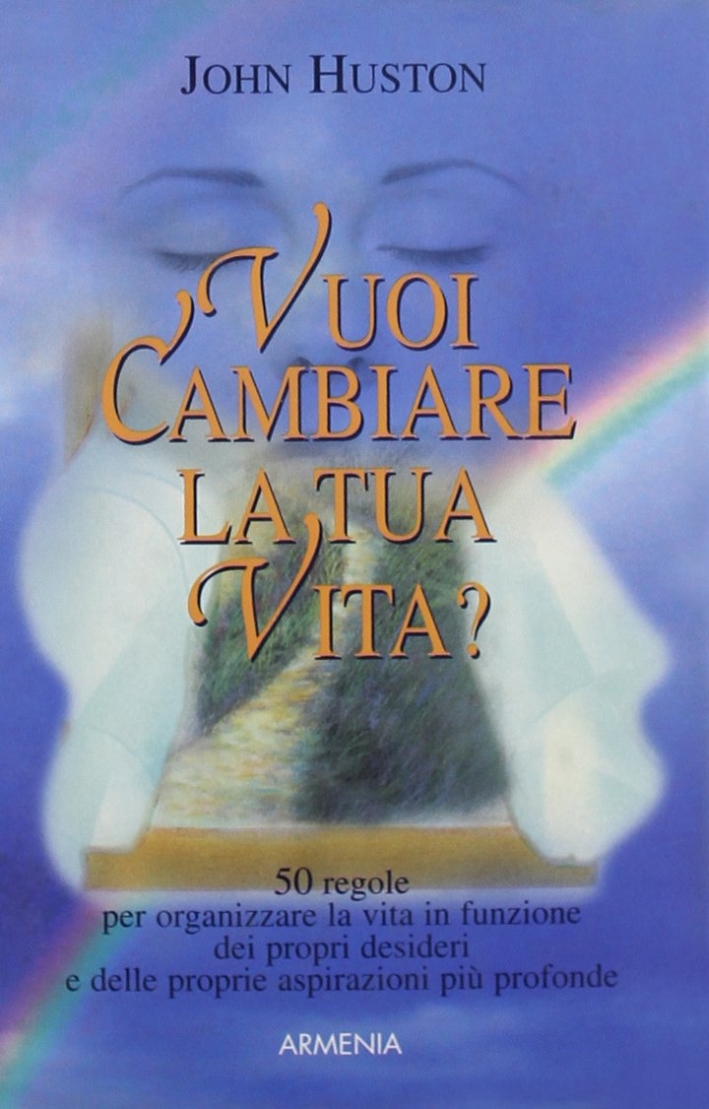 JOHN HUSTON
VUOI
CAMBIARE
LA TUA
VITA?
50 regole
per organizzare la vita in funzione
dei propri desideri
e delle proprie aspirazioni più profonde
ARMENIA